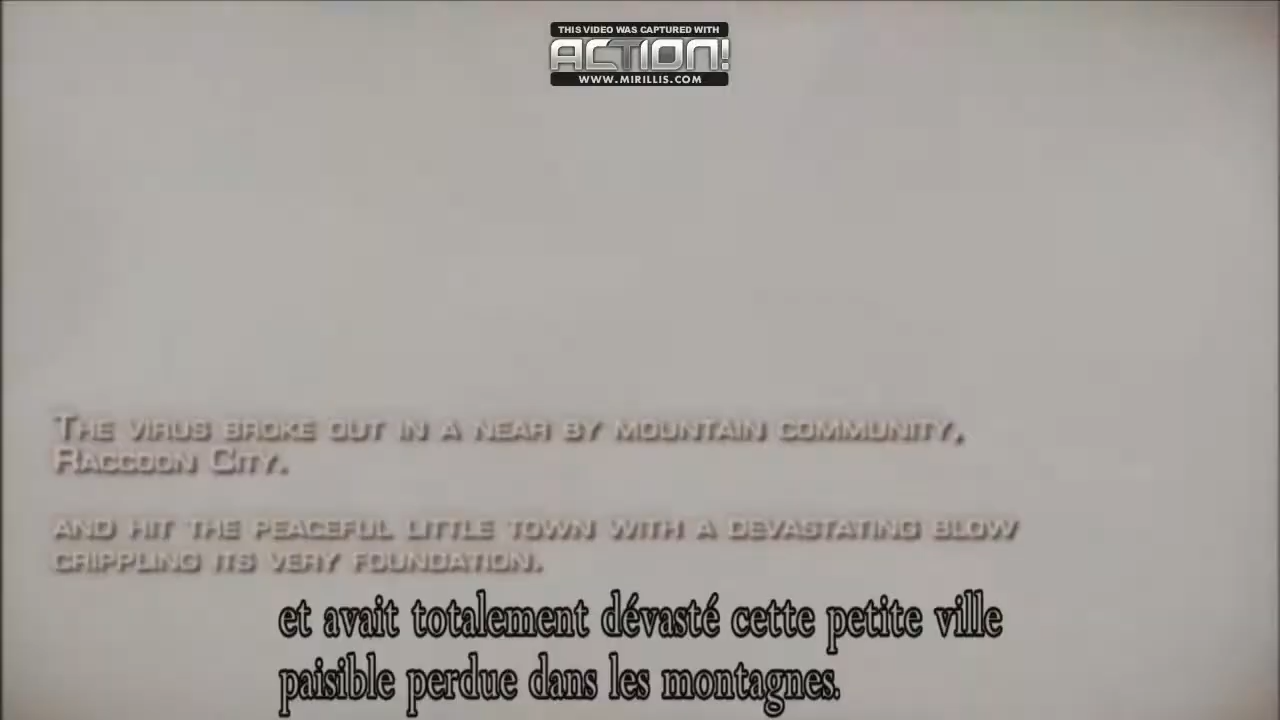 THIS VIDEO WAS CAPTURED WITH
ACTION!
WWW.MIRILLIS.COM
THE VIRUS BROKE OUT IN A NEAR BY MOUNTAIN COMMUNITY,
RACCOON CITY.
AND HIT THE PEACEFUL LITTLE TOWN WITH A DEVASTATING BLOW
CRIPPLING ITS VERY FOUNDATION.
et avait totalement dévasté cette petite ville
paisible perdue dans les montagnes.